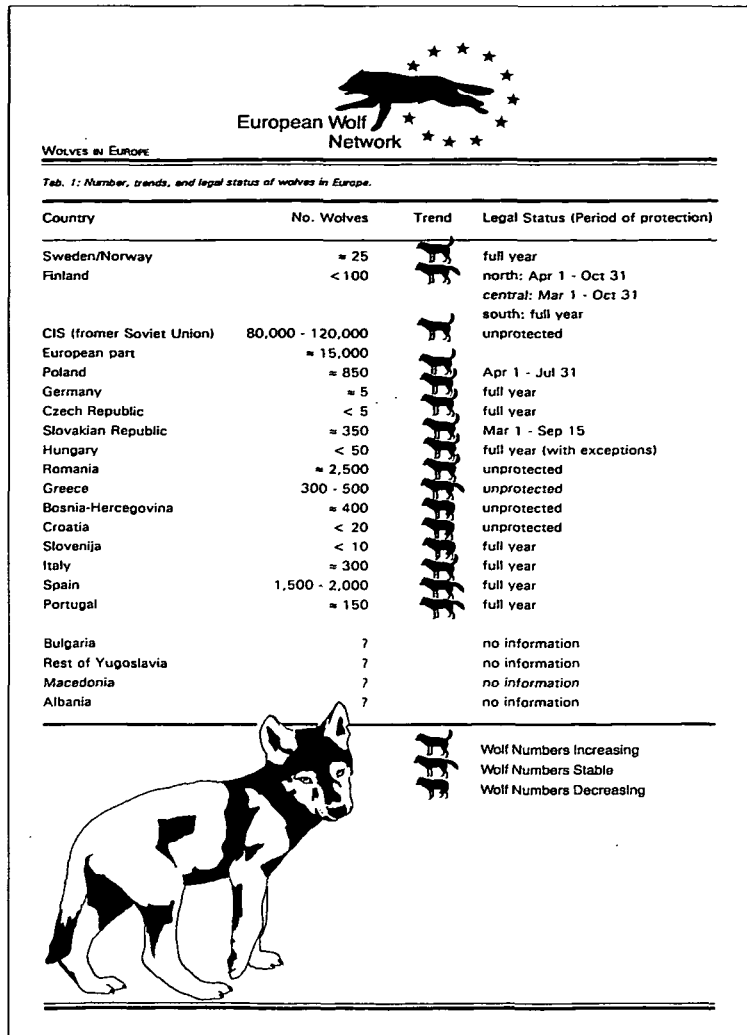 European Wolf
Network
WOLVES IN EUROPE
Tab. 1: Number, trends, and legal status of wolves in Europe.
Country No. Wolves Trend Legal Status (Period of protection)
Sweden/Norway ≈ 25 full year
Finland < 100 north: Apr 1 - Oct 31
central: Mar 1 - Oct 31
south: full year
CIS (fromer Soviet Union) 80,000 - 120,000 unprotected
European part ≈ 15,000
Poland ≈ 850 Apr 1 - Jul 31
Germany ≈ 5 full year
Czech Republic < 5 full year
Slovakian Republic ≈ 350 Mar 1 - Sep 15
Hungary < 50 full year (with exceptions)
Romania ≈ 2,500 unprotected
Greece 300 - 500 unprotected
Bosnia-Hercegovina ≈ 400 unprotected
Croatia < 20 unprotected
Slovenija < 10 full year
Italy ≈ 300 full year
Spain 1,500 - 2,000 full year
Portugal ≈ 150 full year
Bulgaria ? no information
Rest of Yugoslavia ? no information
Macedonia ? no information
Albania ? no information
Wolf Numbers Increasing
Wolf Numbers Stable
Wolf Numbers Decreasing